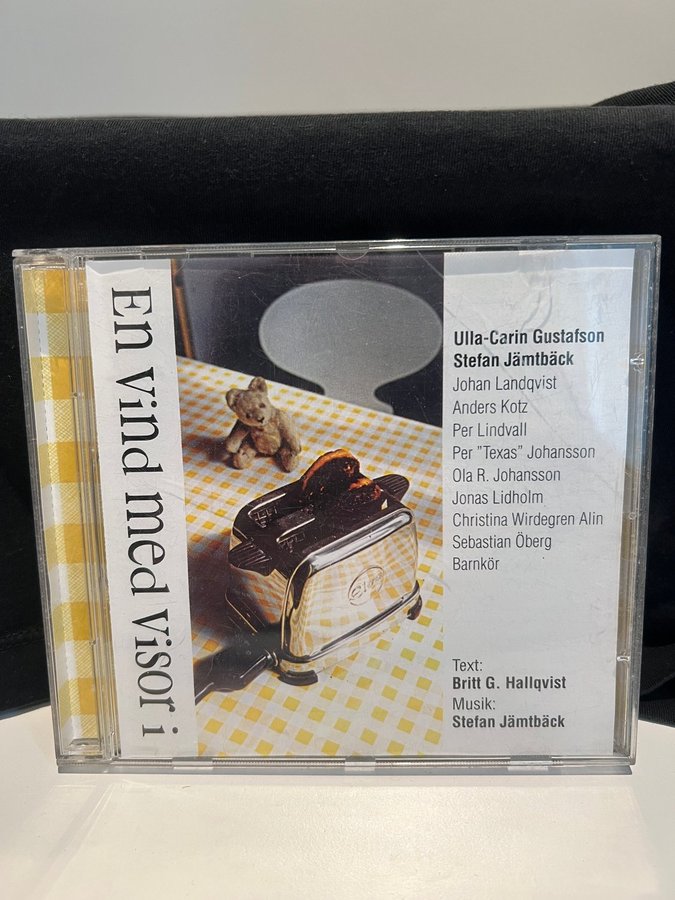 En vind med visor i
Ulla-Carin Gustafson
Stefan Jämtbäck
Johan Landqvist
Anders Kotz
Per Lindvall
Per "Texas" Johansson
Ola R. Johansson
Jonas Lidholm
Christina Wirdegren Alin
Sebastian Öberg
Barnkör
Text:
Britt G. Hallqvist
Musik:
Stefan Jämtbäck